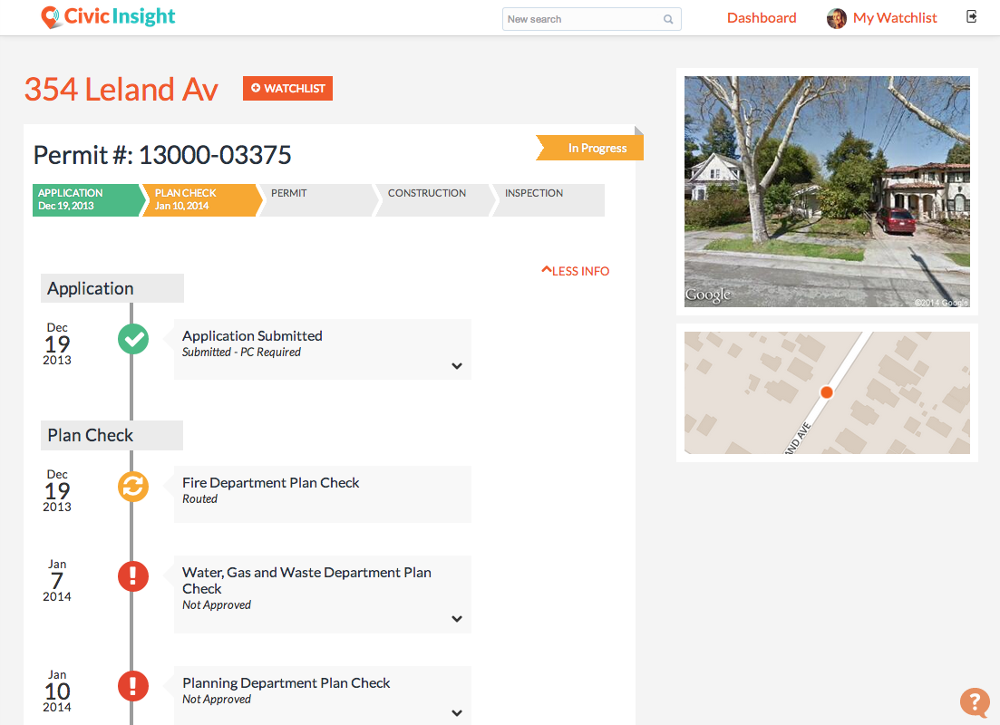 Civic Insight
New search
Dashboard
My Watchlist
354 Leland Av
WATCHLIST
Permit #: 13000-03375
In Progress
APPLICATION
Dec 19, 2013
PLAN CHECK
Jan 10, 2014
PERMIT
CONSTRUCTION
INSPECTION
LESS INFO
Application
Dec
19
2013
Application Submitted
Submitted - PC Required
Plan Check
Dec
19
2013
Fire Department Plan Check
Routed
Jan
7
2014
Water, Gas and Waste Department Plan
Check
Not Approved
Jan
10
2014
Planning Department Plan Check
Not Approved
Google
©2014 Google
AND AVE
?